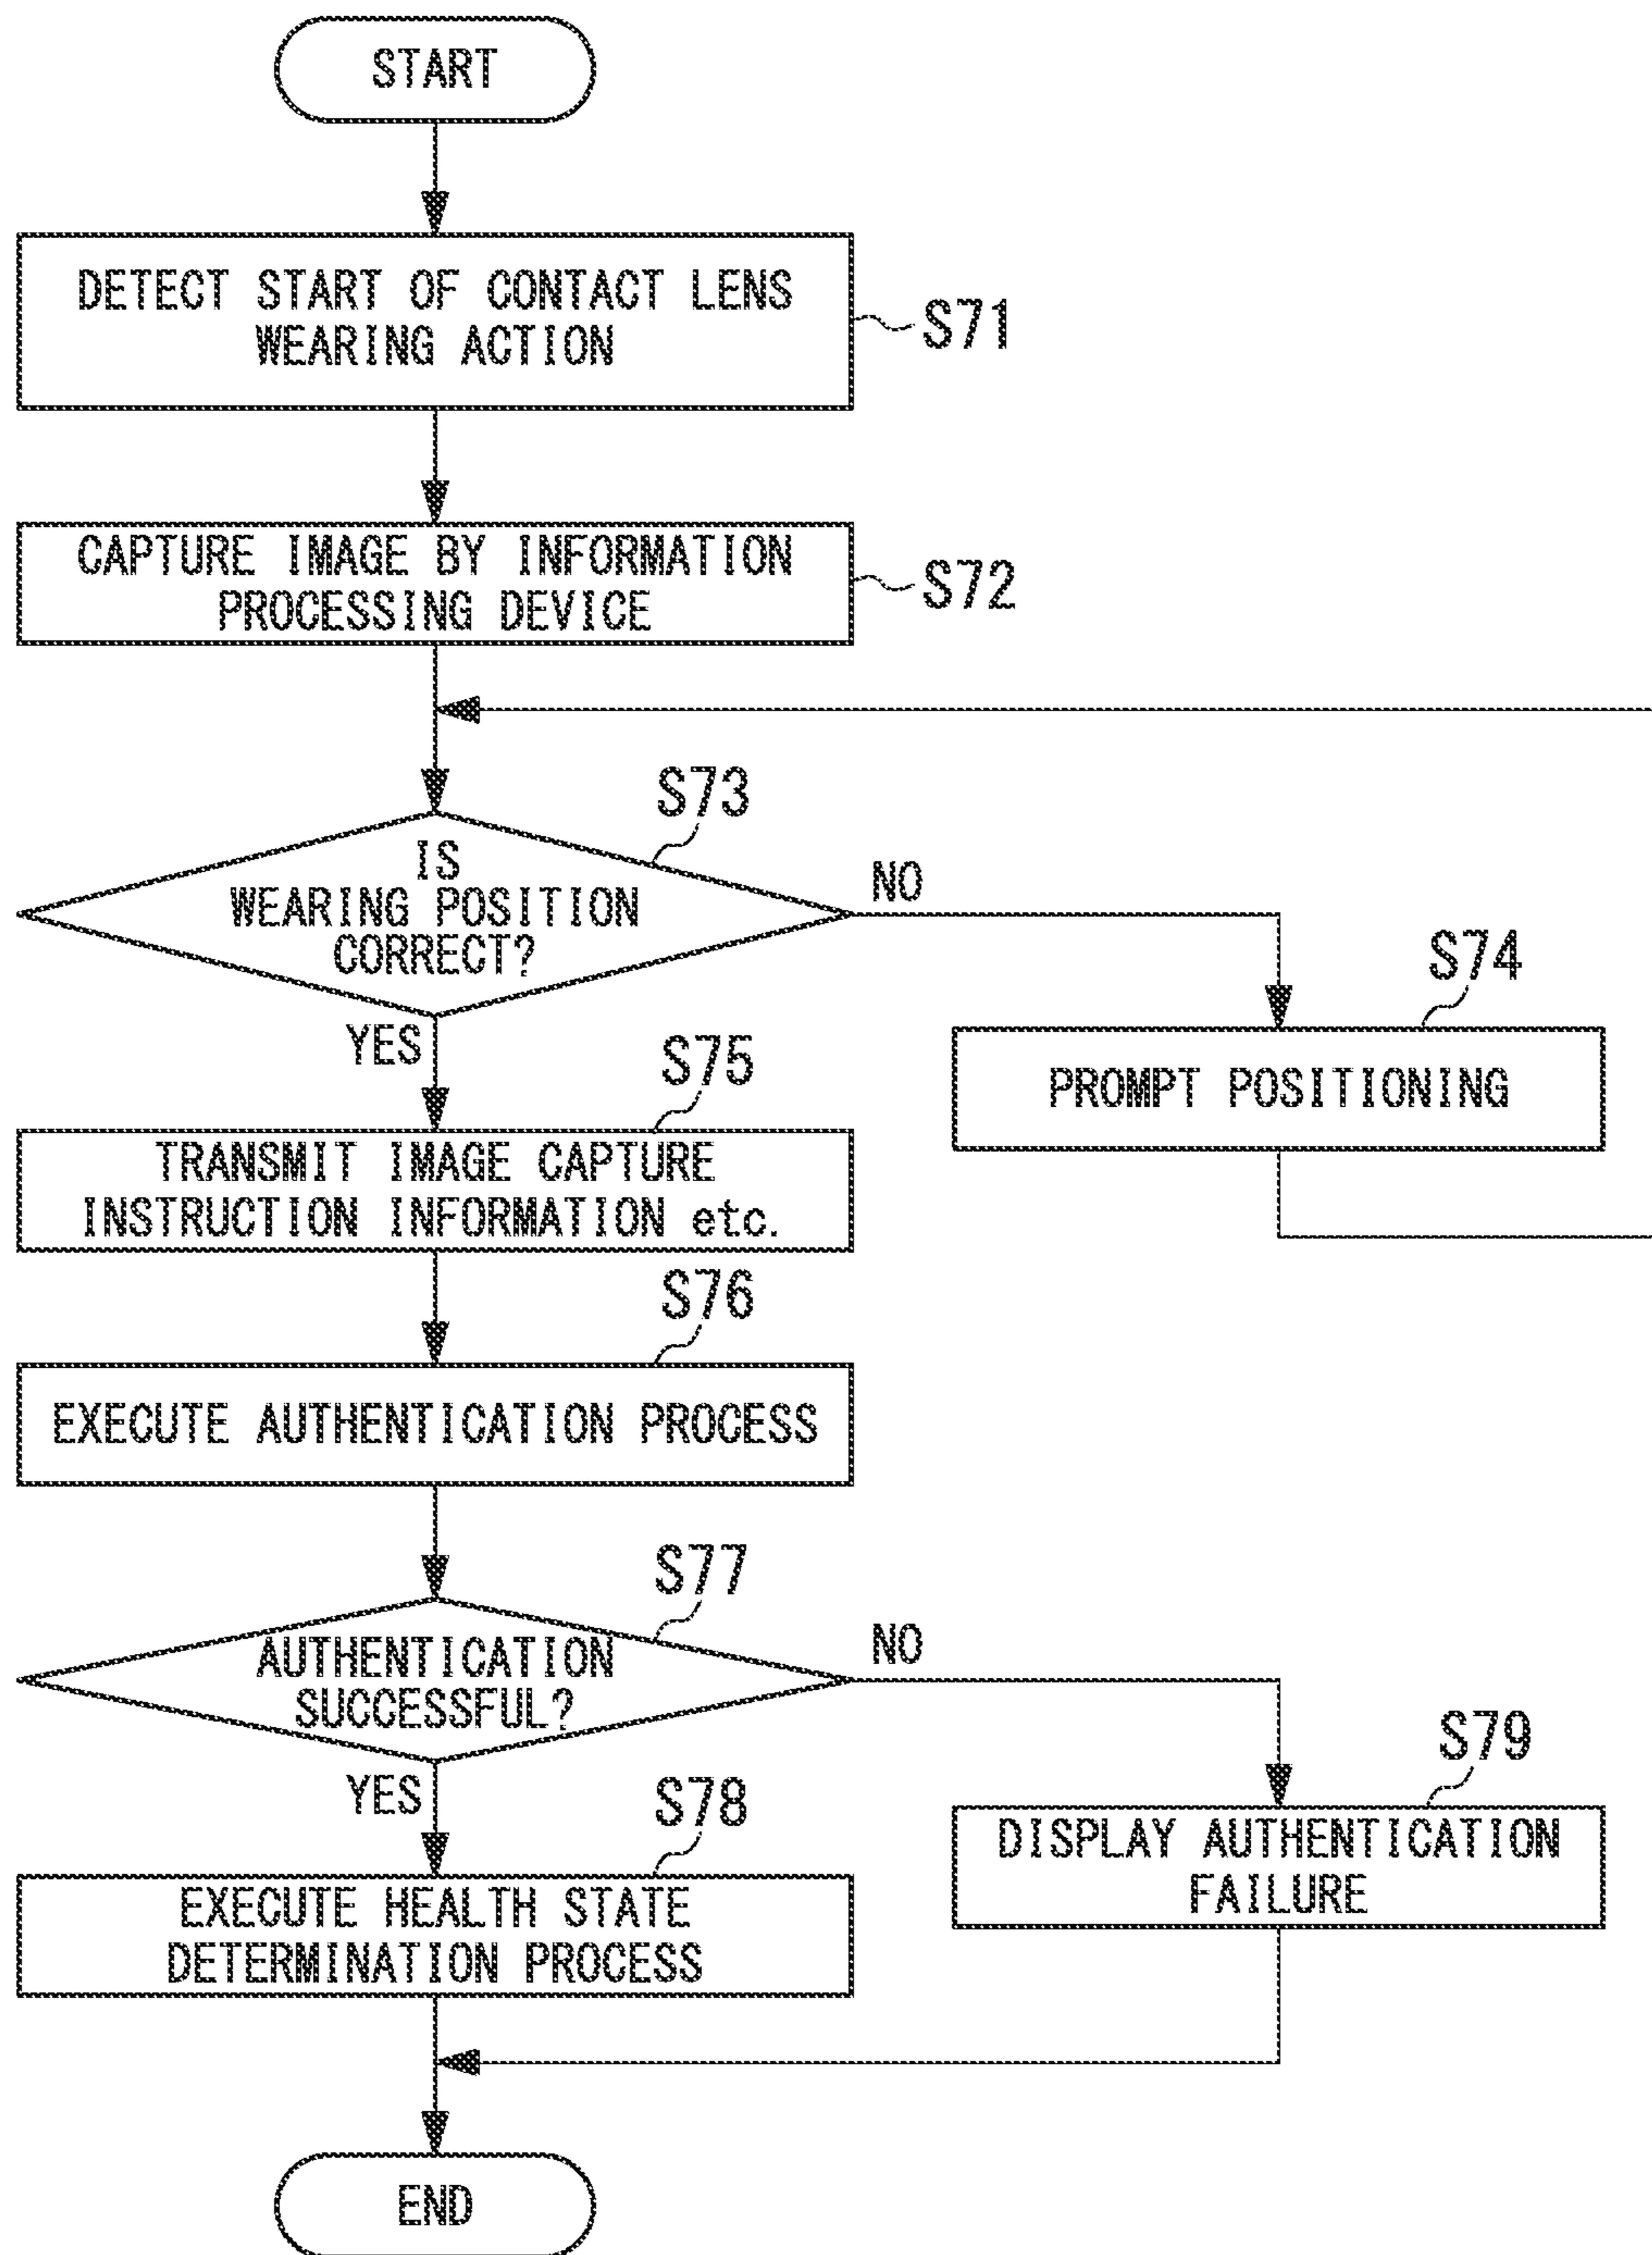 START
DETECT START OF CONTACT LENS
WEARING ACTION
S71
CAPTURE IMAGE BY INFORMATION
PROCESSING DEVICE
S72
S73
IS
WEARING POSITION
CORRECT?
NO
YES
S74
PROMPT POSITIONING
S75
TRANSMIT IMAGE CAPTURE
INSTRUCTION INFORMATION etc.
S76
EXECUTE AUTHENTICATION PROCESS
S77
AUTHENTICATION
SUCCESSFUL?
NO
YES
S78
EXECUTE HEALTH STATE
DETERMINATION PROCESS
S79
DISPLAY AUTHENTICATION
FAILURE
END